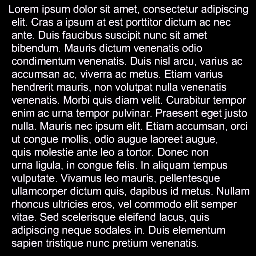 Lorem ipsum dolor sit amet, consectetur adipiscing
elit. Cras a ipsum at est porttitor dictum ac nec
ante. Duis faucibus suscipit nunc sit amet
bibendum. Mauris dictum venenatis odio
condimentum venenatis. Duis nisl arcu, varius ac
accumsan ac, viverra ac metus. Etiam varius
hendrerit mauris, non volutpat nulla venenatis
venenatis. Morbi quis diam velit. Curabitur tempor
enim ac urna tempor pulvinar. Praesent eget justo
nulla. Mauris nec ipsum elit. Etiam accumsan, orci
ut congue mollis, odio augue laoreet augue,
quis molestie ante leo a tortor. Donec non
urna ligula, in congue felis. In aliquam tempus
vulputate. Vivamus leo mauris, pellentesque
ullamcorper dictum quis, dapibus id metus. Nullam
rhoncus ultricies eros, vel commodo elit semper
vitae. Sed scelerisque eleifend lacus, quis
adipiscing neque sodales in. Duis elementum
sapien tristique nunc pretium venenatis.